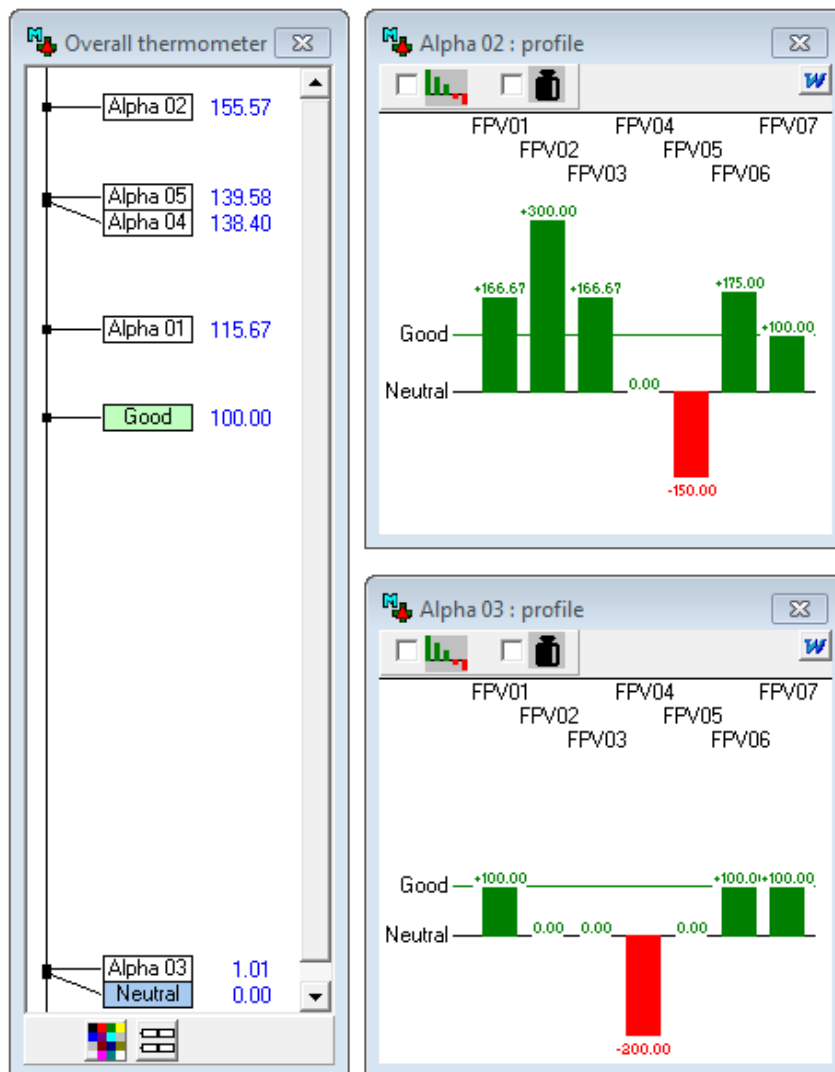 Overall thermometer
Alpha 02 155.57
Alpha 05 139.58
Alpha 04 138.40
Alpha 01 115.67
Good 100.00
Alpha 03 1.01
Neutral 0.00
Alpha 02 : profile
W
FPV01 FPV04 FPV07
FPV02 FPV05
FPV03 FPV06
+300.00
+166.67 +166.67 +175.00
Good +100.00
Neutral 0.00
-150.00
Alpha 03 : profile
W
FPV01 FPV04 FPV07
FPV02 FPV05
FPV03 FPV06
Good +100.00 +100.0 +100.00
Neutral 0.00 0.00 0.00
-200.00